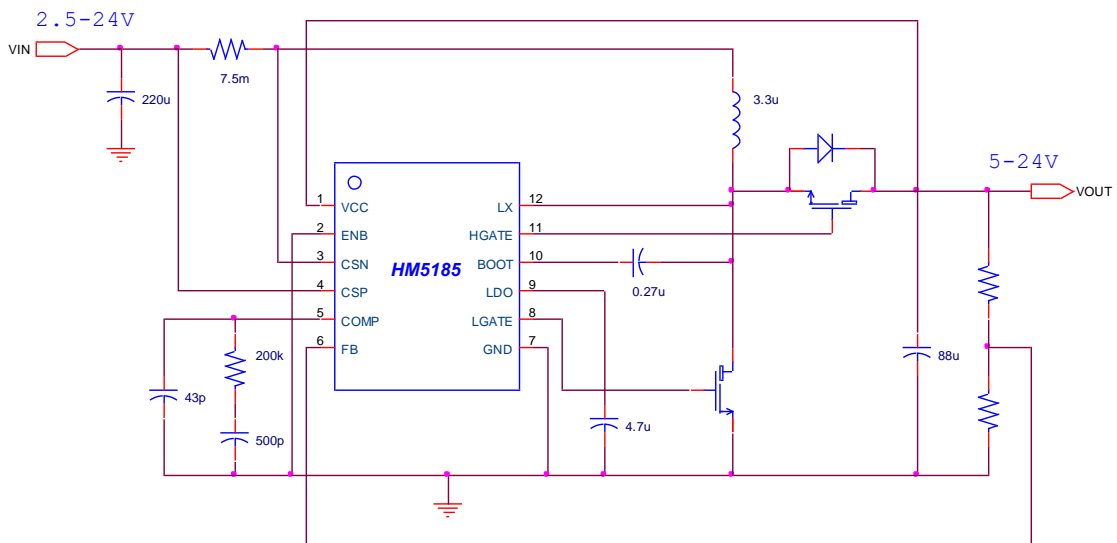 2.5-24V
VIN
7.5m
220u
3.3u
5-24V
VOUT
1
VCC
LX
12
2
ENB
HGATE
11
3
CSN
HM5185
BOOT
10
0.27u
4
CSP
LDO
9
5
COMP
LGATE
8
6
FB
GND
7
200k
43p
500p
4.7u
88u